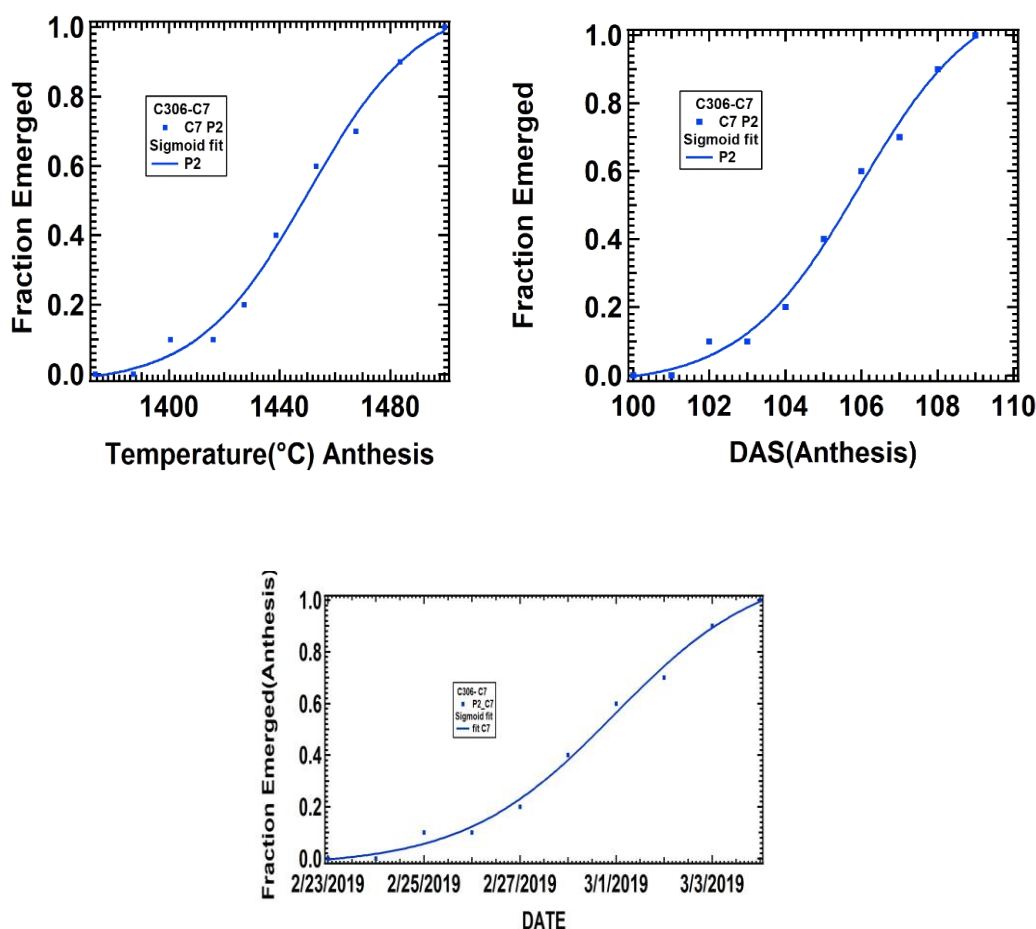 Fraction Emerged
1.0
0.8
0.6
0.4
0.2
0.0
C306-C7
C7 P2
Sigmoid fit
P2
1400 1440 1480
Temperature(°C) Anthesis
Fraction Emerged
1.0
0.8
0.6
0.4
0.2
0.0
C306-C7
C7 P2
Sigmoid fit
P2
100 102 104 106 108 110
DAS(Anthesis)
Fraction Emerged(Anthesis)
1.0
0.8
0.6
0.4
0.2
0.0
C306- C7
P2_C7
Sigmoid fit
fit C7
2/23/2019 2/25/2019 2/27/2019 3/1/2019 3/3/2019
DATE